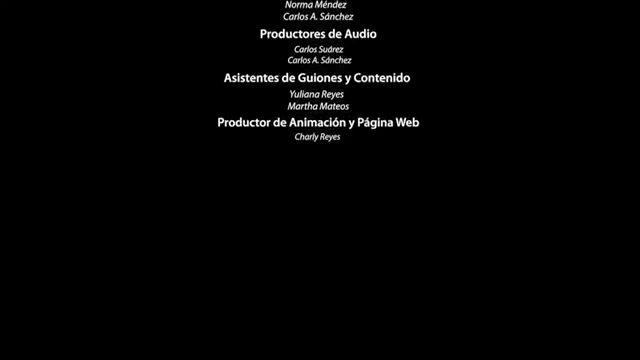 Norma Méndez
Carlos A. Sánchez
Productores de Audio
Carlos Suárez
Carlos A. Sánchez
Asistentes de Guiones y Contenido
Yuliana Reyes
Martha Mateos
Productor de Animación y Página Web
Charly Reyes